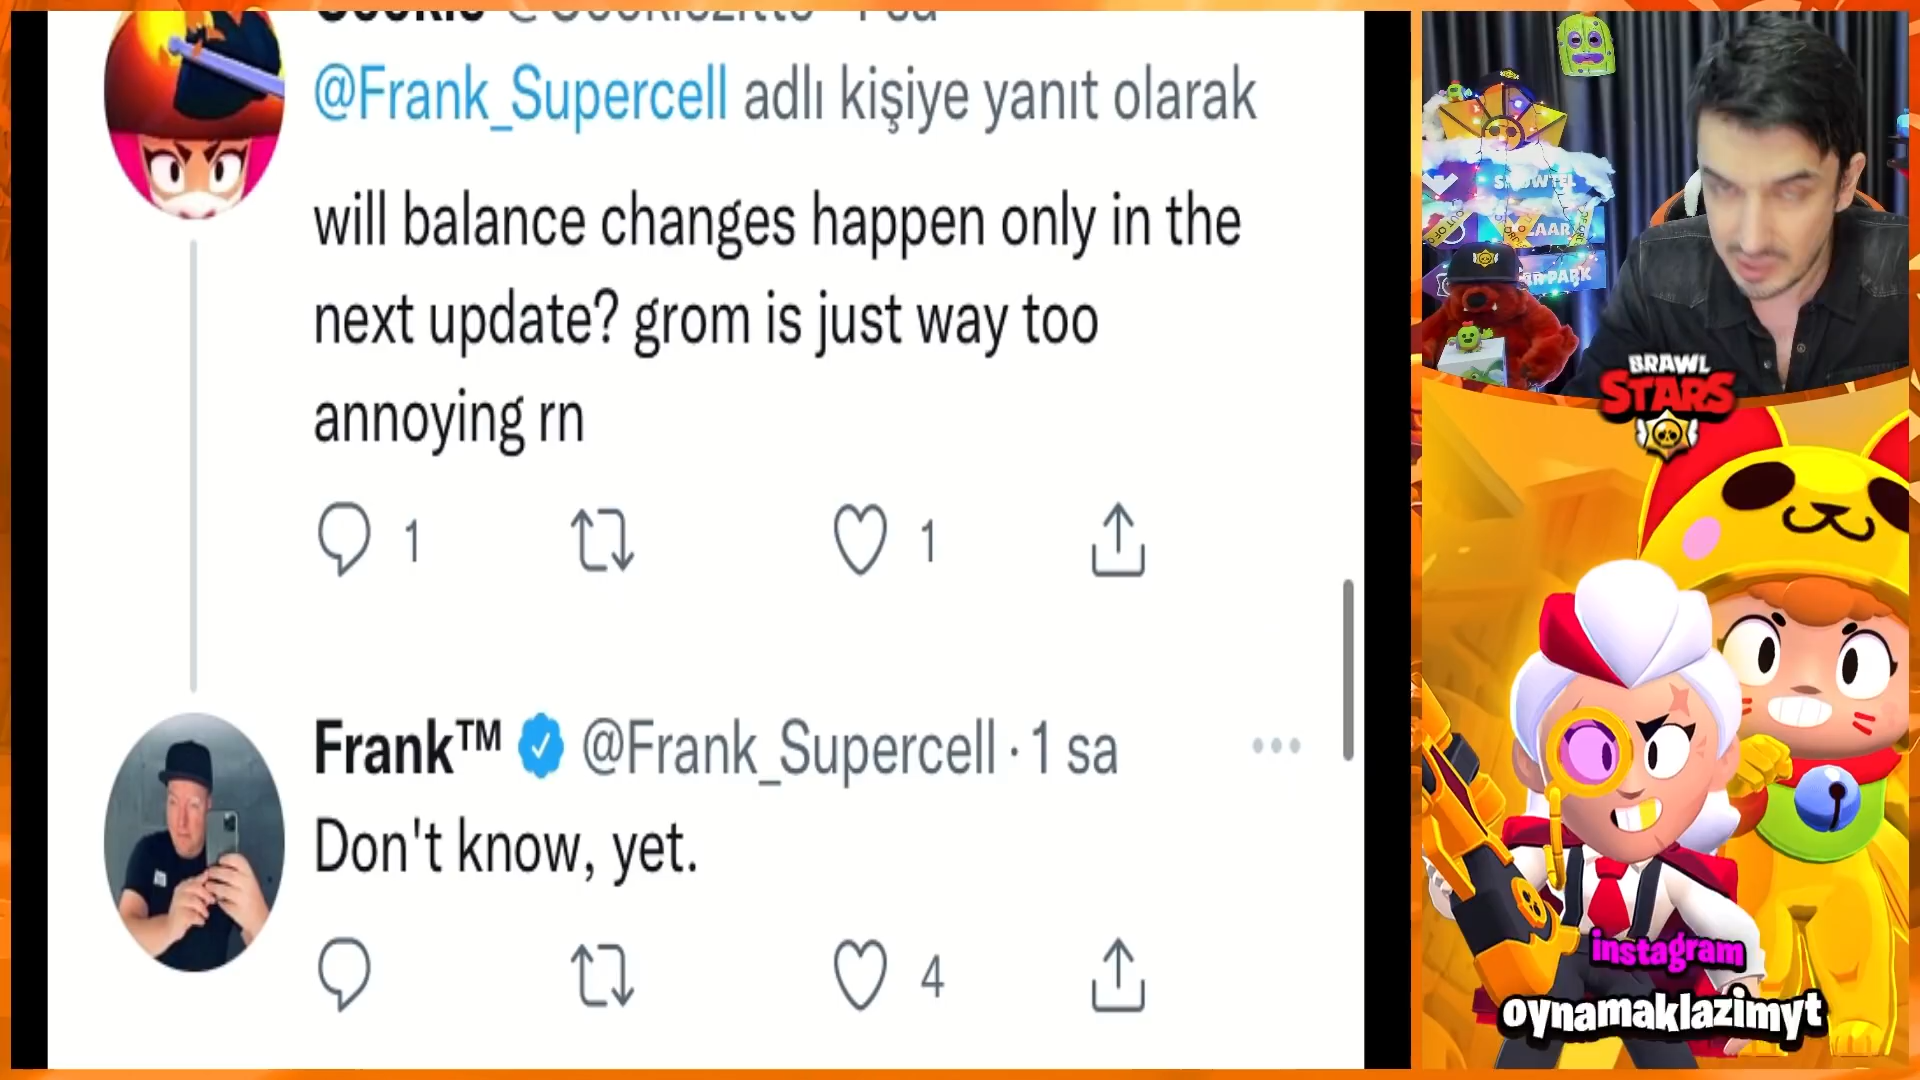 @Frank_Supercell adlı kişiye yanıt olarak
will balance changes happen only in the
next update? grom is just way too
annoying rn
1
1
Frank™ @Frank_Supercell · 1 sa
Don't know, yet.
4
BRAWL
STARS
instagram
oynamaklazimyt